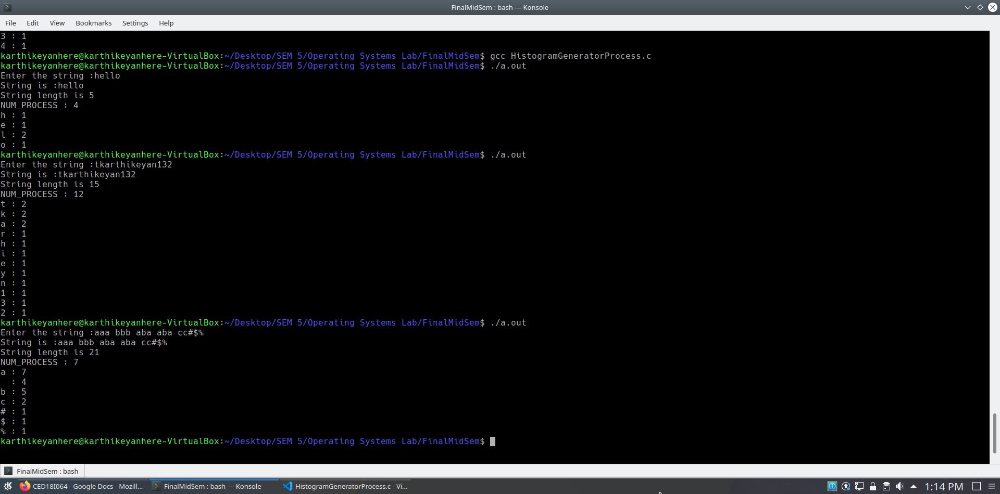 FinalMidSem : bash — Konsole
File Edit View Bookmarks Settings Help
3 : 1
4 : 1
karthikeyanhere@karthikeyanhere-VirtualBox:~/Desktop/SEM 5/Operating Systems Lab/FinalMidSem$ gcc HistogramGeneratorProcess.c
karthikeyanhere@karthikeyanhere-VirtualBox:~/Desktop/SEM 5/Operating Systems Lab/FinalMidSem$ ./a.out
Enter the string :hello
String is :hello
String length is 5
NUM_PROCESS : 4
h : 1
e : 1
l : 2
o : 1
karthikeyanhere@karthikeyanhere-VirtualBox:~/Desktop/SEM 5/Operating Systems Lab/FinalMidSem$ ./a.out
Enter the string :tkarthikeyan132
String is :tkarthikeyan132
String length is 15
NUM_PROCESS : 12
t : 2
k : 2
a : 2
r : 1
h : 1
i : 1
e : 1
y : 1
n : 1
1 : 1
3 : 1
2 : 1
karthikeyanhere@karthikeyanhere-VirtualBox:~/Desktop/SEM 5/Operating Systems Lab/FinalMidSem$ ./a.out
Enter the string :aaa bbb aba aba cc#$%
String is :aaa bbb aba aba cc#$%
String length is 21
NUM_PROCESS : 7
a : 7
  : 4
b : 5
c : 2
# : 1
$ : 1
% : 1
karthikeyanhere@karthikeyanhere-VirtualBox:~/Desktop/SEM 5/Operating Systems Lab/FinalMidSem$
FinalMidSem : bash
CED18I064 - Google Docs - Mozill... FinalMidSem : bash — Konsole HistogramGeneratorProcess.c - Vi... 1:14 PM